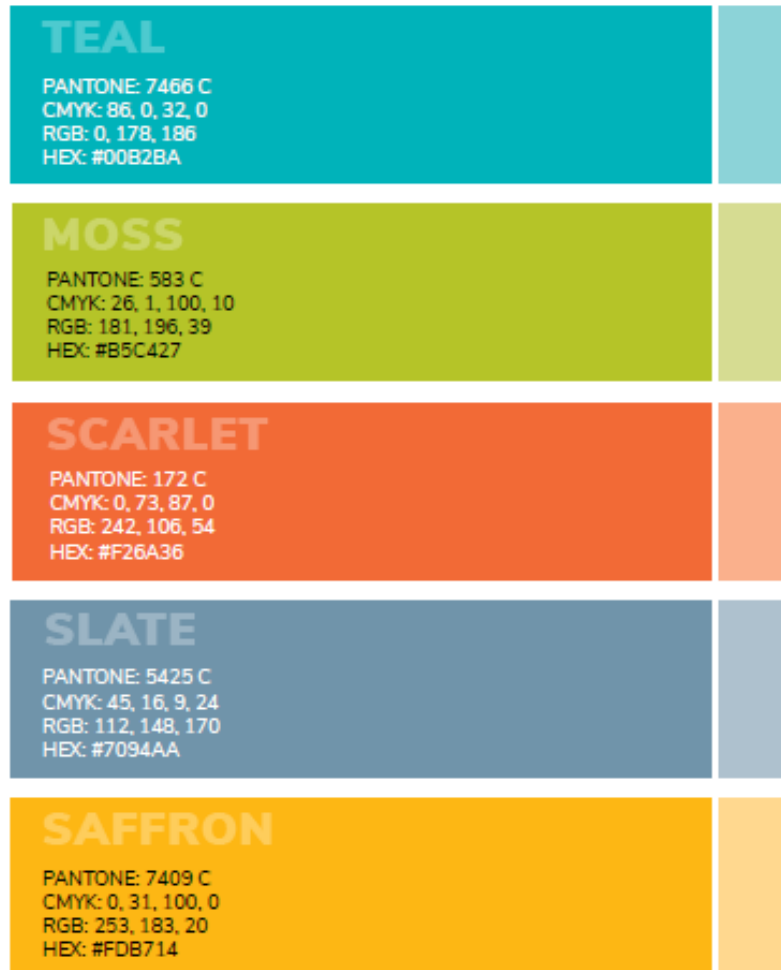 TEAL
PANTONE: 7466 C
CMYK: 86, 0, 32, 0
RGB: 0, 178, 186
HEX: #00B2BA
MOSS
PANTONE: 583 C
CMYK: 26, 1, 100, 10
RGB: 181, 196, 39
HEX: #B5C427
SCARLET
PANTONE: 172 C
CMYK: 0, 73, 87, 0
RGB: 242, 106, 54
HEX: #F26A36
SLATE
PANTONE: 5425 C
CMYK: 45, 16, 9, 24
RGB: 112, 148, 170
HEX: #7094AA
SAFFRON
PANTONE: 7409 C
CMYK: 0, 31, 100, 0
RGB: 253, 183, 20
HEX: #FDB714